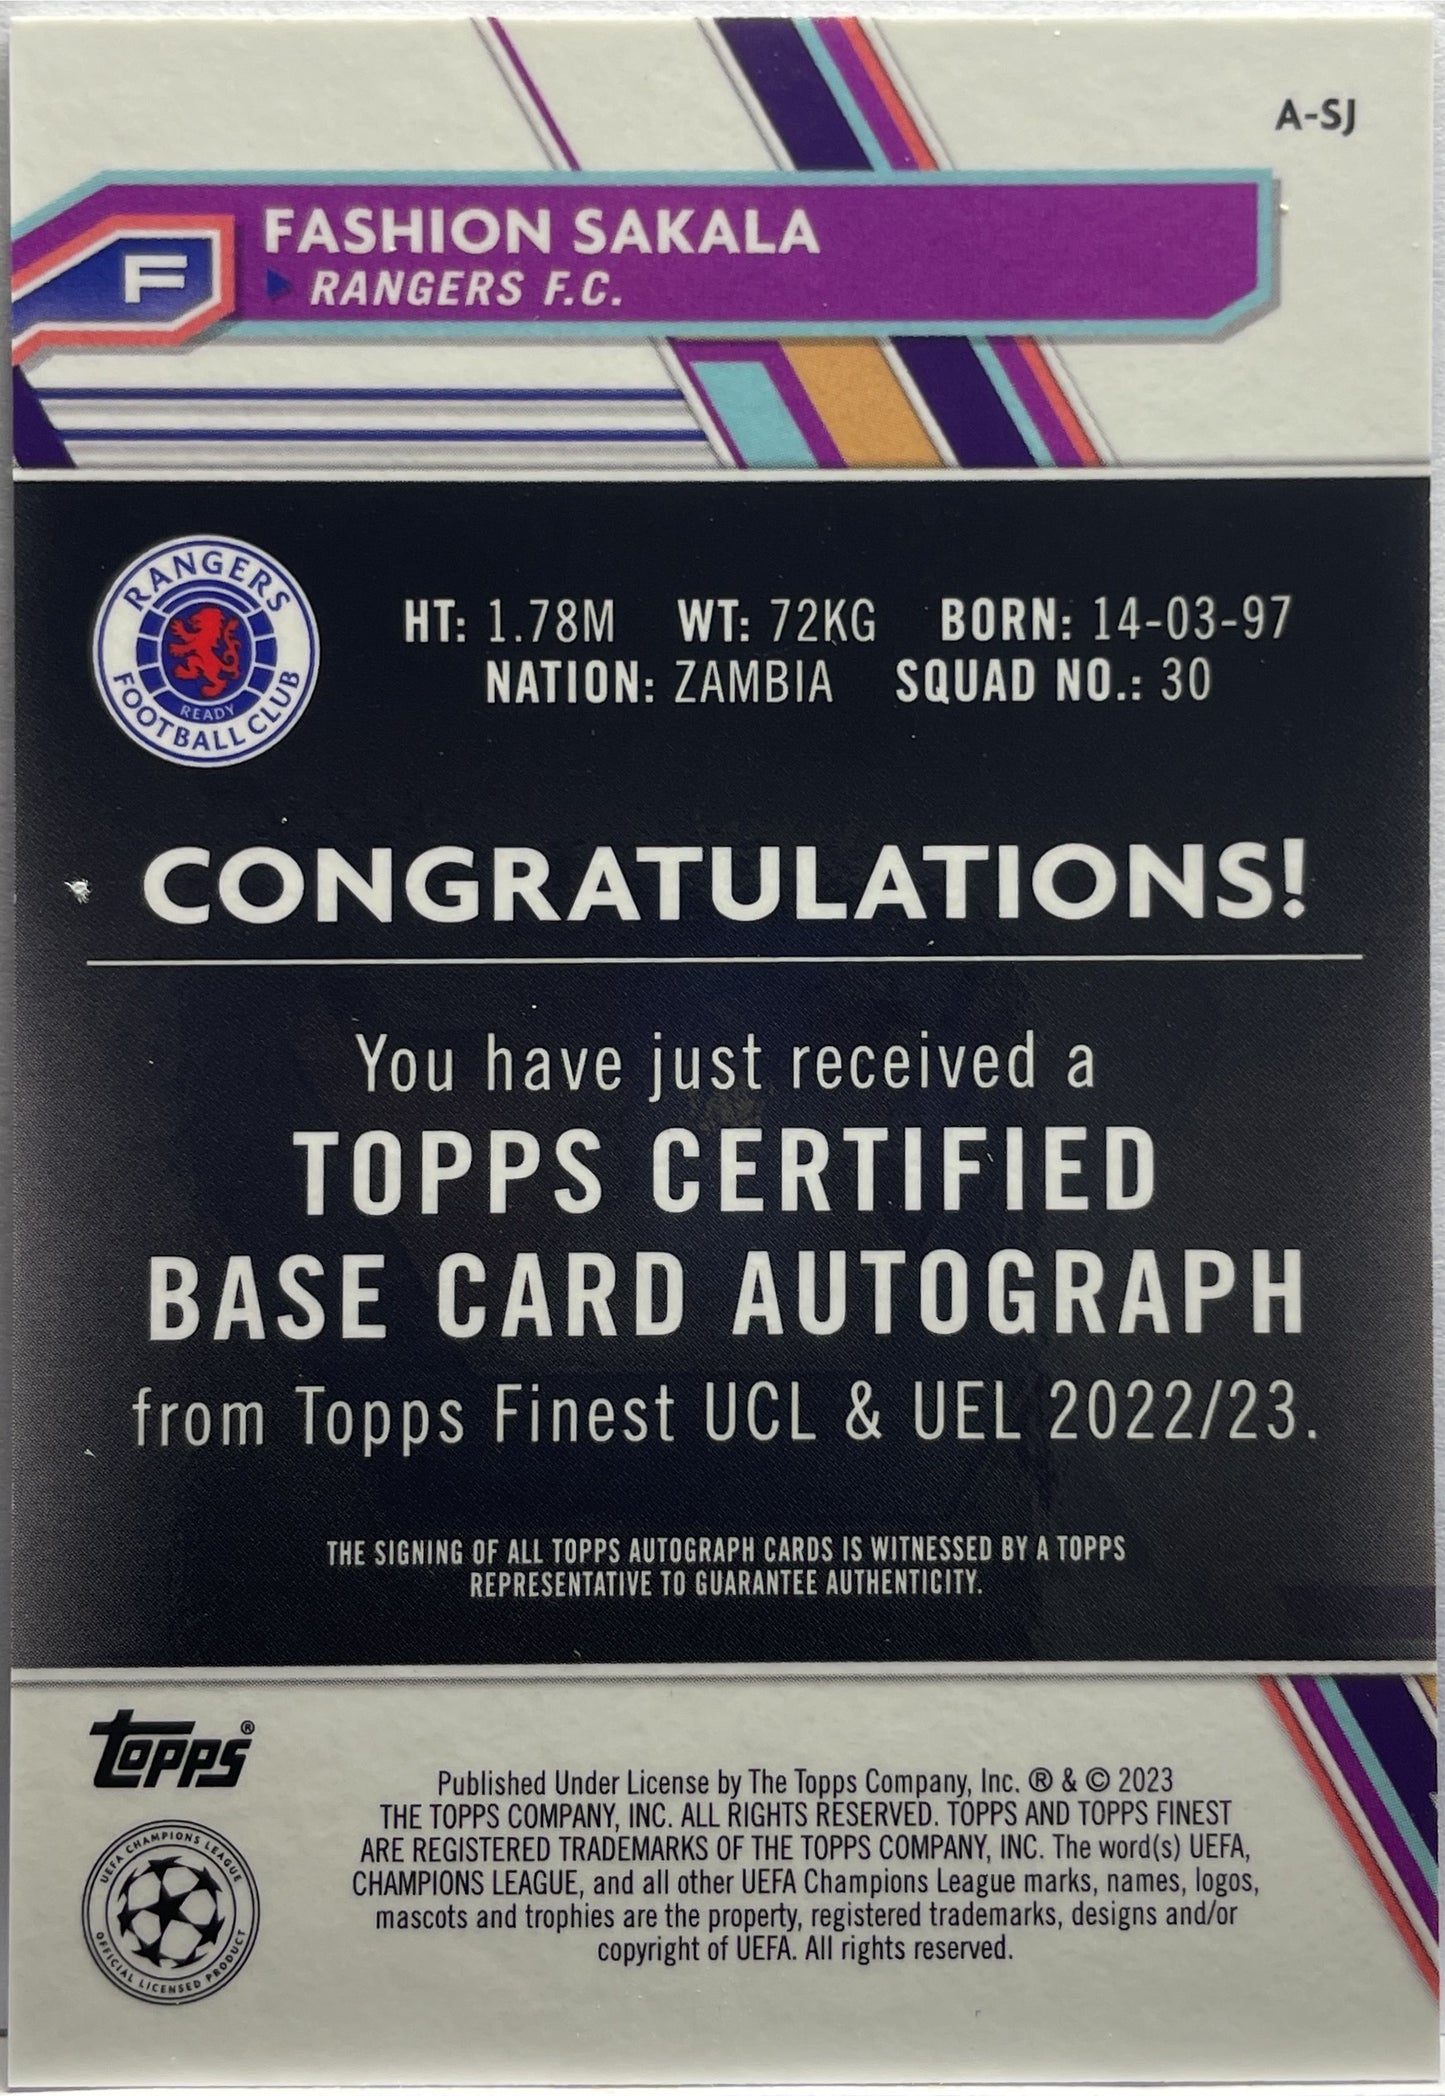 A-SJ
F
FASHION SAKALA
RANGERS F.C.
RANGERS
FOOTBALL CLUB
READY
HT: 1.78M WT: 72KG BORN: 14-03-97
NATION: ZAMBIA SQUAD NO.: 30
CONGRATULATIONS!
You have just received a
TOPPS CERTIFIED
BASE CARD AUTOGRAPH
from Topps Finest UCL & UEL 2022/23.
THE SIGNING OF ALL TOPPS AUTOGRAPH CARDS IS WITNESSED BY A TOPPS
REPRESENTATIVE TO GUARANTEE AUTHENTICITY.
Topps®
UEFA CHAMPIONS LEAGUE
OFFICIAL LICENSED PRODUCT
Published Under License by The Topps Company, Inc. ® & © 2023
THE TOPPS COMPANY, INC. ALL RIGHTS RESERVED. TOPPS AND TOPPS FINEST
ARE REGISTERED TRADEMARKS OF THE TOPPS COMPANY, INC. The word(s) UEFA,
CHAMPIONS LEAGUE, and all other UEFA Champions League marks, names, logos,
mascots and trophies are the property, registered trademarks, designs and/or
copyright of UEFA. All rights reserved.